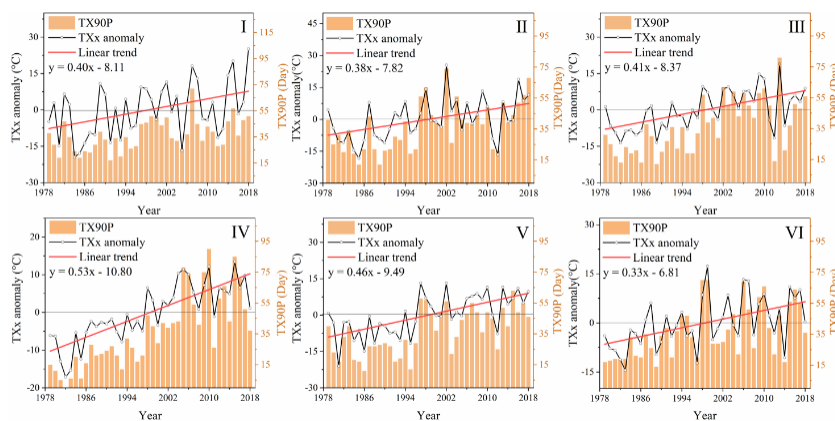 I
TX90P
TXx anomaly
Linear trend
y = 0.40x - 8.11
TXx anomaly (°C)
30
15
0
-15
-30
TX90P (Day)
115
95
75
55
35
15
1978 1986 1994 2002 2010 2018
Year
II
TX90P
TXx anomaly
Linear trend
y = 0.38x - 7.82
TXx anomaly(°C)
45
30
15
0
-15
-30
TX90P (Day)
95
75
55
35
15
1978 1986 1994 2002 2010 2018
Year
III
TX90P
TXx anomaly
Linear trend
y = 0.41x - 8.37
TXx anomaly(°C)
30
15
0
-15
-30
TX90P (Day)
95
75
55
35
15
1978 1986 1994 2002 2010 2018
Year
IV
TX90P
TXx anomaly
Linear trend
y = 0.53x - 10.80
TXx anomaly (°C)
20
10
0
-10
-20
TX90P (Day)
95
75
55
35
15
1978 1986 1994 2002 2010 2018
Year
V
TX90P
TXx anomaly
Linear trend
y = 0.46x - 9.49
TXx anomaly(°C)
30
15
0
-15
-30
TX90P (Day)
95
75
55
35
15
1978 1986 1994 2002 2010 2018
Year
VI
TX90P
TXx anomaly
Linear trend
y = 0.33x - 6.81
TXx anomaly(°C)
30
15
0
-15
TX90P (Day)
95
75
55
35
15
1978 1986 1994 2002 2010 2018
Year